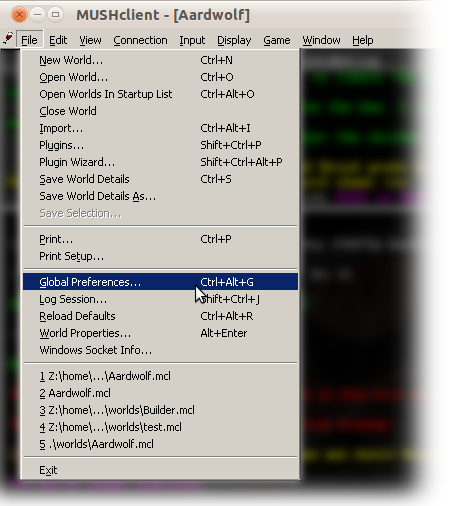 MUSHclient - [Aardwolf]
File Edit View Connection Input Display Game Window Help
New World... Ctrl+N
Open World... Ctrl+O
Open Worlds In Startup List Ctrl+Alt+O
Close World
Import... Ctrl+Alt+I
Plugins... Shift+Ctrl+P
Plugin Wizard... Shift+Ctrl+Alt+P
Save World Details Ctrl+S
Save World Details As...
Save Selection...
Print... Ctrl+P
Print Setup...
Global Preferences... Ctrl+Alt+G
Log Session... Shift+Ctrl+J
Reload Defaults Ctrl+Alt+R
World Properties... Alt+Enter
Windows Socket Info...
1 Z:\home\...\Aardwolf.mcl
2 Aardwolf.mcl
3 Z:\home\...\worlds\Builder.mcl
4 Z:\home\...\worlds\test.mcl
5 .\worlds\Aardwolf.mcl
Exit